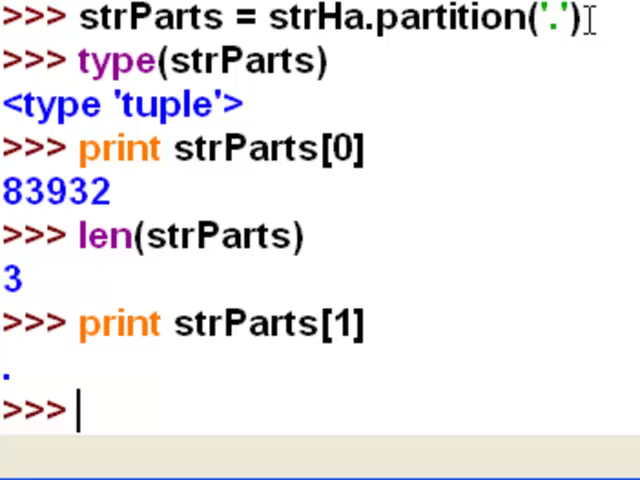 >>> strParts = strHa.partition('.')
>>> type(strParts)
<type 'tuple'>
>>> print strParts[0]
83932
>>> len(strParts)
3
>>> print strParts[1]
.
>>>